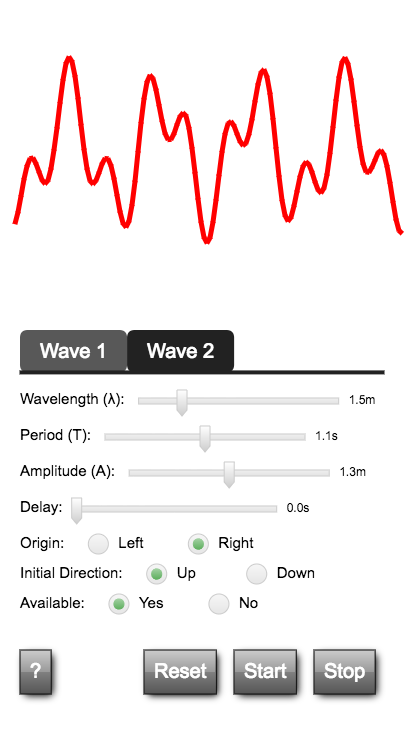 Wave 1 Wave 2
Wavelength (λ): 1.5m
Period (T): 1.1s
Amplitude (A): 1.3m
Delay: 0.0s
Origin: Left Right
Initial Direction: Up Down
Available: Yes No
? Reset Start Stop